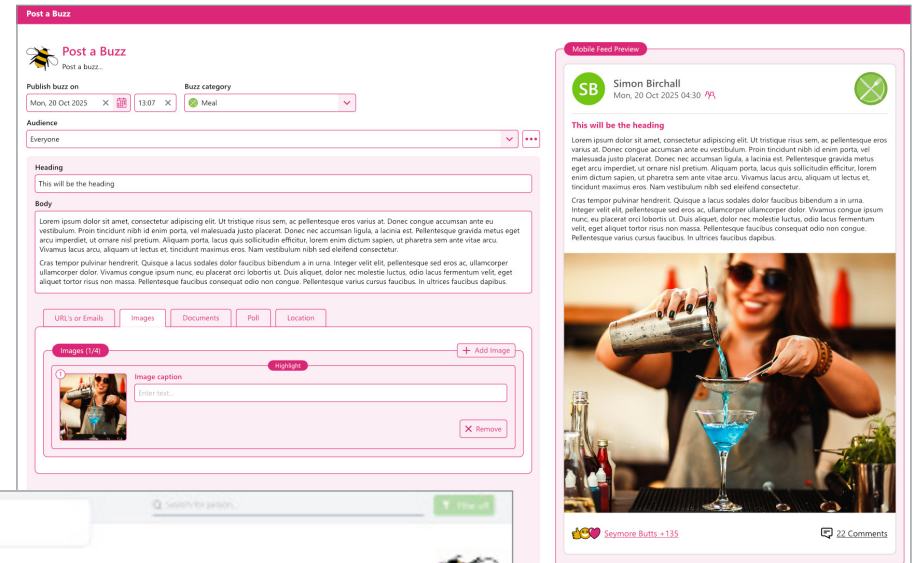 Post a Buzz
Post a Buzz
Post a buzz...
Publish buzz on
Buzz category
Mon, 20 Oct 2025
13:07
Meal
Audience
Everyone
Heading
This will be the heading
Body
Lorem ipsum dolor sit amet, consectetur adipiscing elit. Ut tristique risus sem, ac pellentesque eros varius at. Donec congue accumsan ante eu
vestibulum. Proin tincidunt nibh id enim porta, vel malesuada justo placerat. Donec nec accumsan ligula, a lacinia est. Pellentesque gravida metus eget
arcu imperdiet, ut ornare nisl pretium. Aliquam porta, lacus quis sollicitudin efficitur, lorem enim dictum sapien, ut pharetra sem ante vitae arcu.
Vivamus lacus arcu, aliquam ut lectus et, tincidunt maximus eros. Nam vestibulum nibh sed eleifend consectetur.
Cras tempor pulvinar hendrerit. Quisque a lacus sodales dolor faucibus bibendum a in urna. Integer velit elit, pellentesque sed eros ac, ullamcorper
ullamcorper dolor. Vivamus congue ipsum nunc, eu placerat orci lobortis ut. Duis aliquet, dolor nec molestie luctus, odio lacus fermentum velit, eget
aliquet tortor risus non massa. Pellentesque faucibus consequat odio non congue. Pellentesque varius cursus faucibus. In ultrices faucibus dapibus.
URL's or Emails
Images
Documents
Poll
Location
Images (1/4)
+ Add Image
Highlight
1
Image caption
Enter text...
Remove
Search for person...
Filter off
Mobile Feed Preview
SB
Simon Birchall
Mon, 20 Oct 2025 04:30
This will be the heading
Lorem ipsum dolor sit amet, consectetur adipiscing elit. Ut tristique risus sem, ac pellentesque eros
varius at. Donec congue accumsan ante eu vestibulum. Proin tincidunt nibh id enim porta, vel
malesuada justo placerat. Donec nec accumsan ligula, a lacinia est. Pellentesque gravida metus
eget arcu imperdiet, ut ornare nisl pretium. Aliquam porta, lacus quis sollicitudin efficitur, lorem
enim dictum sapien, ut pharetra sem ante vitae arcu. Vivamus lacus arcu, aliquam ut lectus et,
tincidunt maximus eros. Nam vestibulum nibh sed eleifend consectetur.
Cras tempor pulvinar hendrerit. Quisque a lacus sodales dolor faucibus bibendum a in urna.
Integer velit elit, pellentesque sed eros ac, ullamcorper ullamcorper dolor. Vivamus congue ipsum
nunc, eu placerat orci lobortis ut. Duis aliquet, dolor nec molestie luctus, odio lacus fermentum
velit, eget aliquet tortor risus non massa. Pellentesque faucibus consequat odio non congue.
Pellentesque varius cursus faucibus. In ultrices faucibus dapibus.
Seymore Butts +135
22 Comments